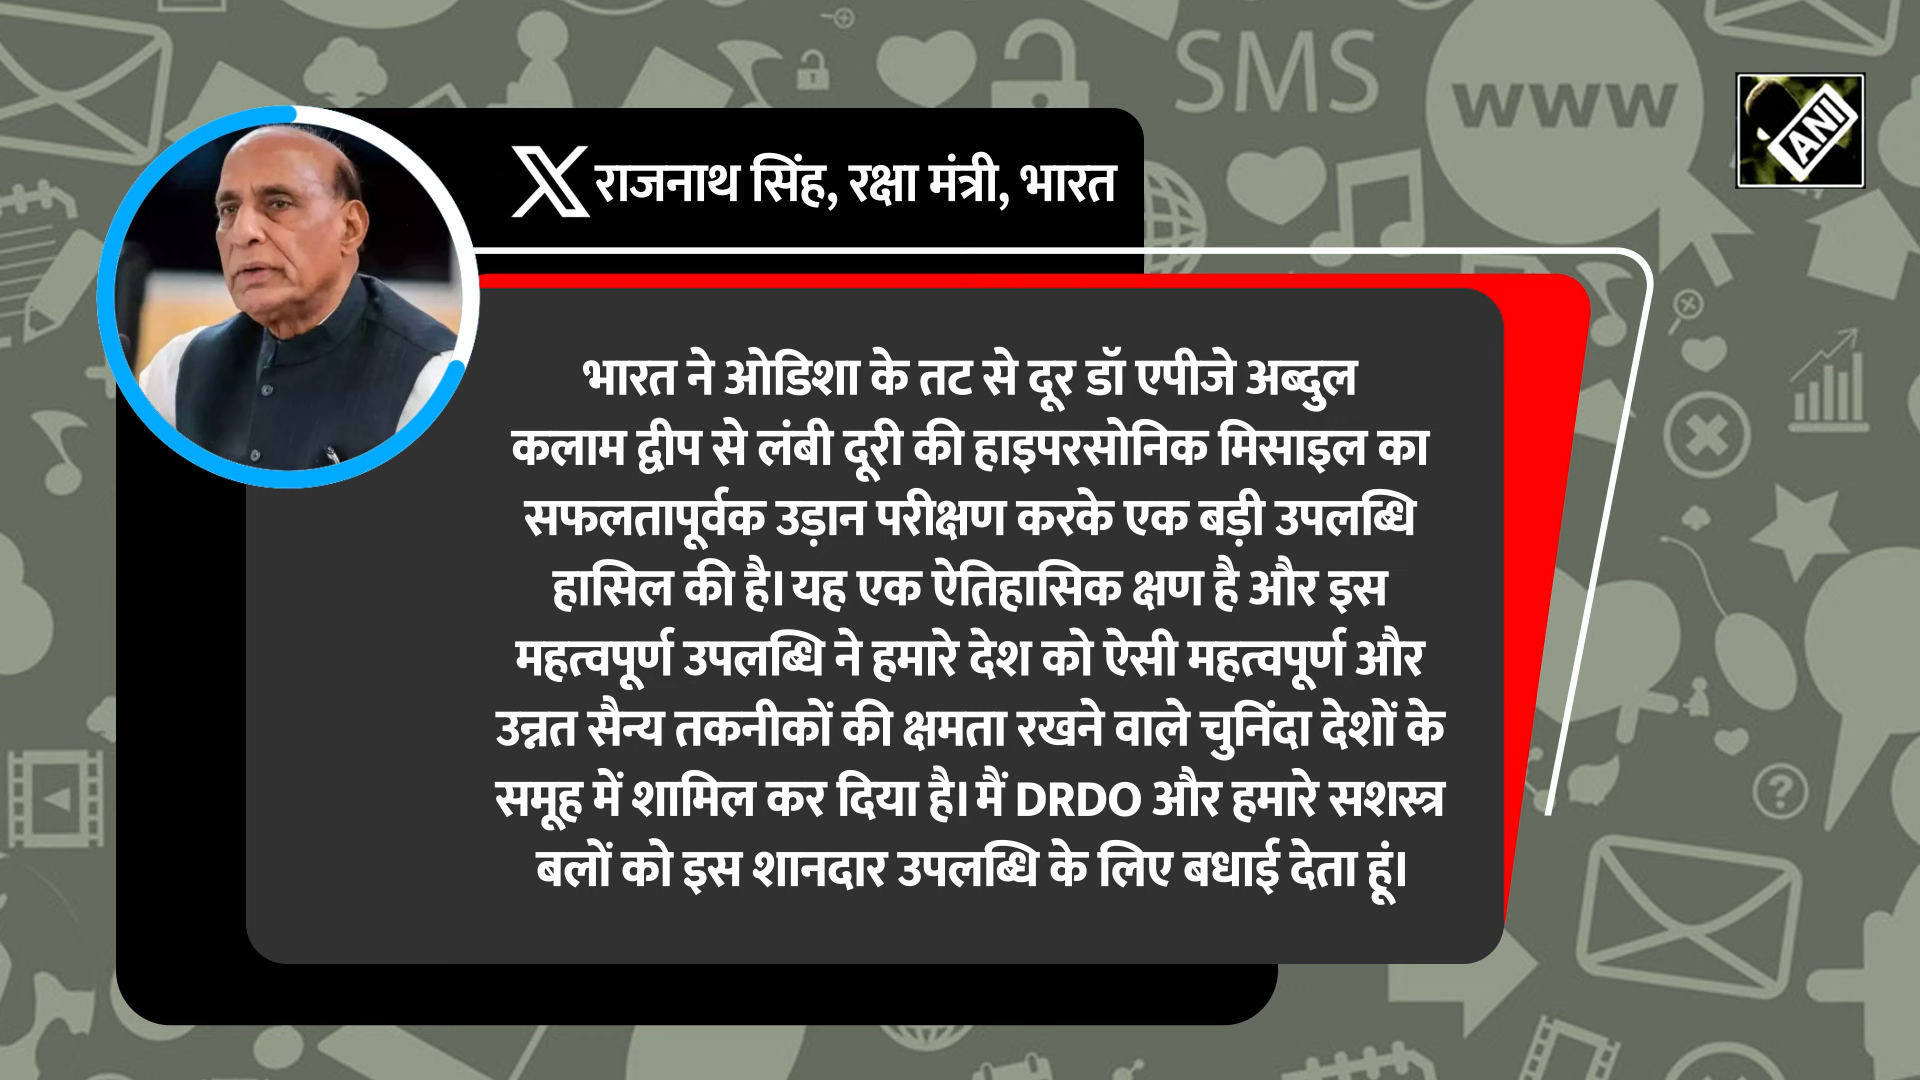 SMS
www
ANI
X राजनाथ सिंह, रक्षा मंत्री, भारत
भारत ने ओडिशा के तट से दूर डॉ एपीजे अब्दुल
कलाम द्वीप से लंबी दूरी की हाइपरसोनिक मिसाइल का
सफलतापूर्वक उड़ान परीक्षण करके एक बड़ी उपलब्धि
हासिल की है। यह एक ऐतिहासिक क्षण है और इस
महत्वपूर्ण उपलब्धि ने हमारे देश को ऐसी महत्वपूर्ण और
उन्नत सैन्य तकनीकों की क्षमता रखने वाले चुनिंदा देशों के
समूह में शामिल कर दिया है। मैं DRDO और हमारे सशस्त्र
बलों को इस शानदार उपलब्धि के लिए बधाई देता हूं।